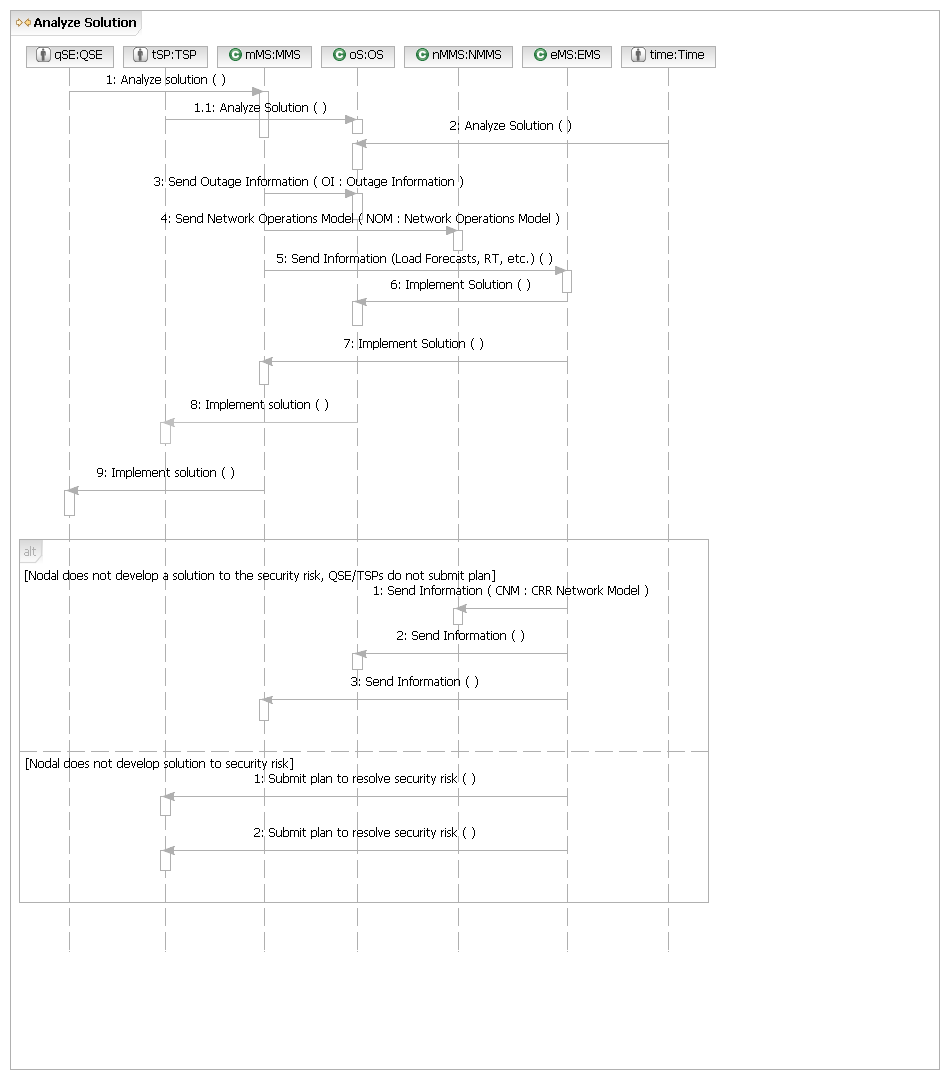 Analyze Solution
qSE:QSE
tSP:TSP
mMS:MMS
oS:OS
nMMS:NMMS
eMS:EMS
time:Time
1: Analyze solution ( )
1.1: Analyze Solution ( )
2: Analyze Solution ( )
3: Send Outage Information ( OI : Outage Information )
4: Send Network Operations Model ( NOM : Network Operations Model )
5: Send Information (Load Forecasts, RT, etc.) ( )
6: Implement Solution ( )
7: Implement Solution ( )
8: Implement solution ( )
9: Implement solution ( )
alt
[Nodal does not develop a solution to the security risk, QSE/TSPs do not submit plan]
1: Send Information ( CNM : CRR Network Model )
2: Send Information ( )
3: Send Information ( )
[Nodal does not develop solution to security risk]
1: Submit plan to resolve security risk ( )
2: Submit plan to resolve security risk ( )